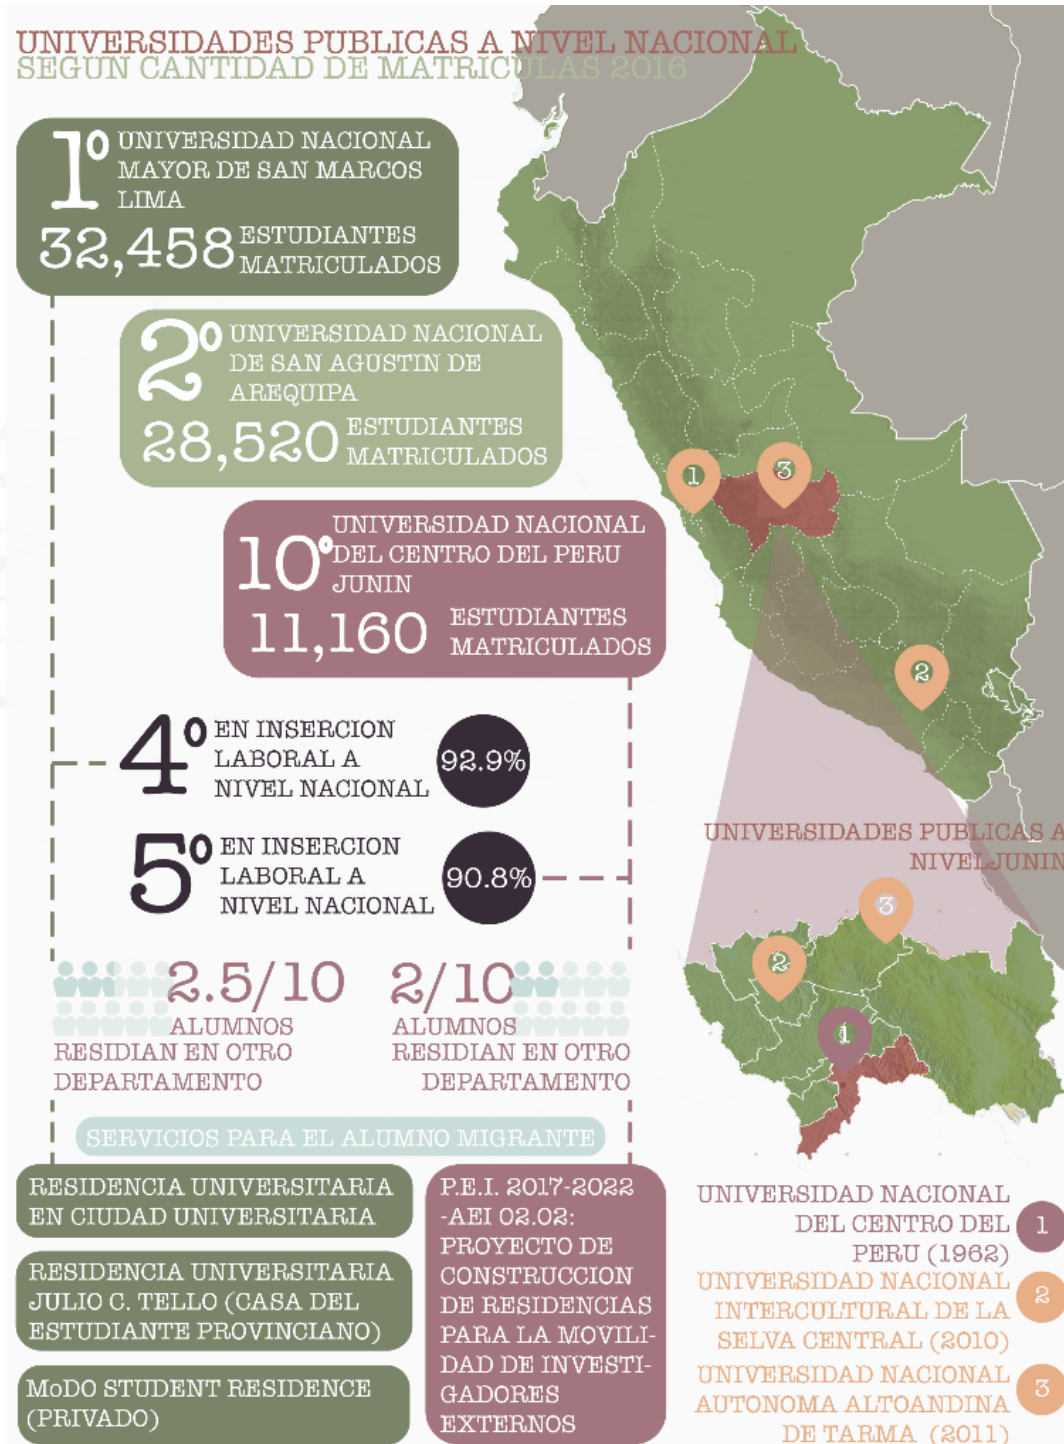 UNIVERSIDADES PUBLICAS A NIVEL NACIONAL
SEGUN CANTIDAD DE MATRICULAS 2016
1º
UNIVERSIDAD NACIONAL
MAYOR DE SAN MARCOS
LIMA
32,458
ESTUDIANTES
MATRICULADOS
2º
UNIVERSIDAD NACIONAL
DE SAN AGUSTIN DE
AREQUIPA
28,520
ESTUDIANTES
MATRICULADOS
10º
UNIVERSIDAD NACIONAL
DEL CENTRO DEL PERU
JUNIN
11,160
ESTUDIANTES
MATRICULADOS
1
3
2
4º
EN INSERCION
LABORAL A
NIVEL NACIONAL
92.9%
5º
EN INSERCION
LABORAL A
NIVEL NACIONAL
90.8%
2.5/10
ALUMNOS
RESIDIAN EN OTRO
DEPARTAMENTO
2/10
ALUMNOS
RESIDIAN EN OTRO
DEPARTAMENTO
SERVICIOS PARA EL ALUMNO MIGRANTE
RESIDENCIA UNIVERSITARIA
EN CIUDAD UNIVERSITARIA
RESIDENCIA UNIVERSITARIA
JULIO C. TELLO (CASA DEL
ESTUDIANTE PROVINCIANO)
MoDO STUDENT RESIDENCE
(PRIVADO)
P.E.I. 2017-2022
-AEI 02.02:
PROYECTO DE
CONSTRUCCION
DE RESIDENCIAS
PARA LA MOVILI-
DAD DE INVESTI-
GADORES
EXTERNOS
UNIVERSIDADES PUBLICAS A
NIVEL JUNIN
3
2
1
UNIVERSIDAD NACIONAL
DEL CENTRO DEL
PERU (1962)
1
UNIVERSIDAD NACIONAL
INTERCULTURAL DE LA
SELVA CENTRAL (2010)
2
UNIVERSIDAD NACIONAL
AUTONOMA ALTOANDINA
DE TARMA (2011)
3